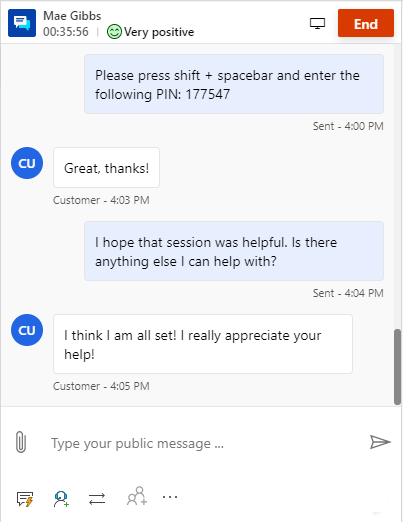 Mae Gibbs
00:35:56
Very positive
End
Please press shift + spacebar and enter the
following PIN: 177547
Sent - 4:00 PM
CU
Great, thanks!
Customer - 4:03 PM
I hope that session was helpful. Is there
anything else I can help with?
Sent - 4:04 PM
CU
I think I am all set! I really appreciate your
help!
Customer - 4:05 PM
Type your public message ...